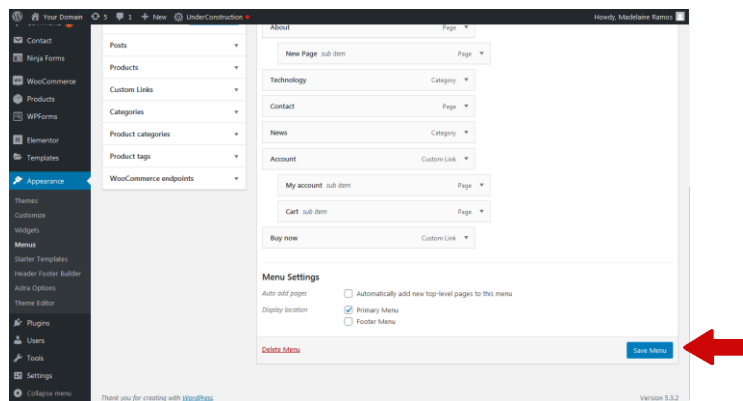 Your Domain 5 1 + New UnderConstruction Howdy, Madelaine Ramos
Contact
Ninja Forms
WooCommerce
Products
WPForms
Elementor
Templates
Appearance
Themes
Customize
Widgets
Menus
Starter Templates
Header Footer Builder
Astra Options
Theme Editor
Plugins
Users
Tools
Settings
Collapse menu
Posts
Products
Custom Links
Categories
Product categories
Product tags
WooCommerce endpoints
About Page
New Page sub item Page
Technology Category
Contact Page
News Category
Account Custom Link
My account sub item Page
Cart sub item Page
Buy now Custom Link
Menu Settings
Auto add pages Automatically add new top-level pages to this menu
Display location Primary Menu
Footer Menu
Delete Menu Save Menu
Thank you for creating with WordPress. Version 5.3.2